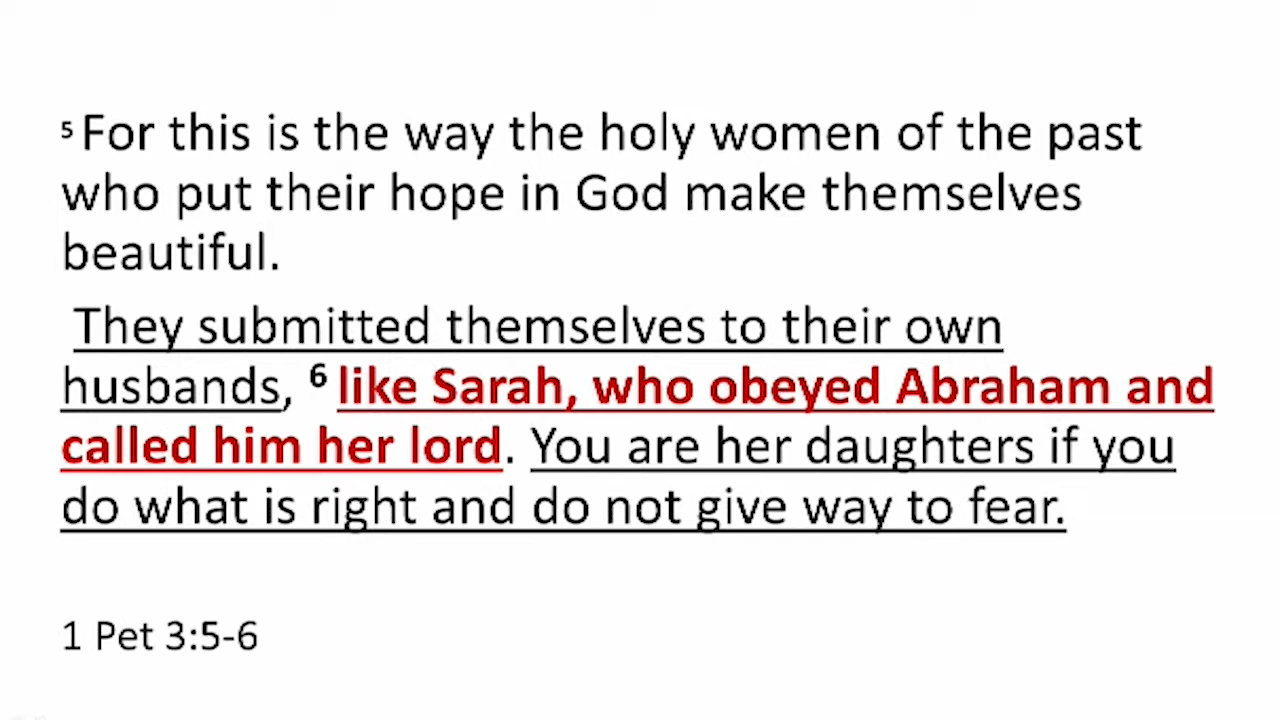 5 For this is the way the holy women of the past
who put their hope in God make themselves
beautiful.
They submitted themselves to their own
husbands, 6 like Sarah, who obeyed Abraham and
called him her lord. You are her daughters if you
do what is right and do not give way to fear.
1 Pet 3:5-6